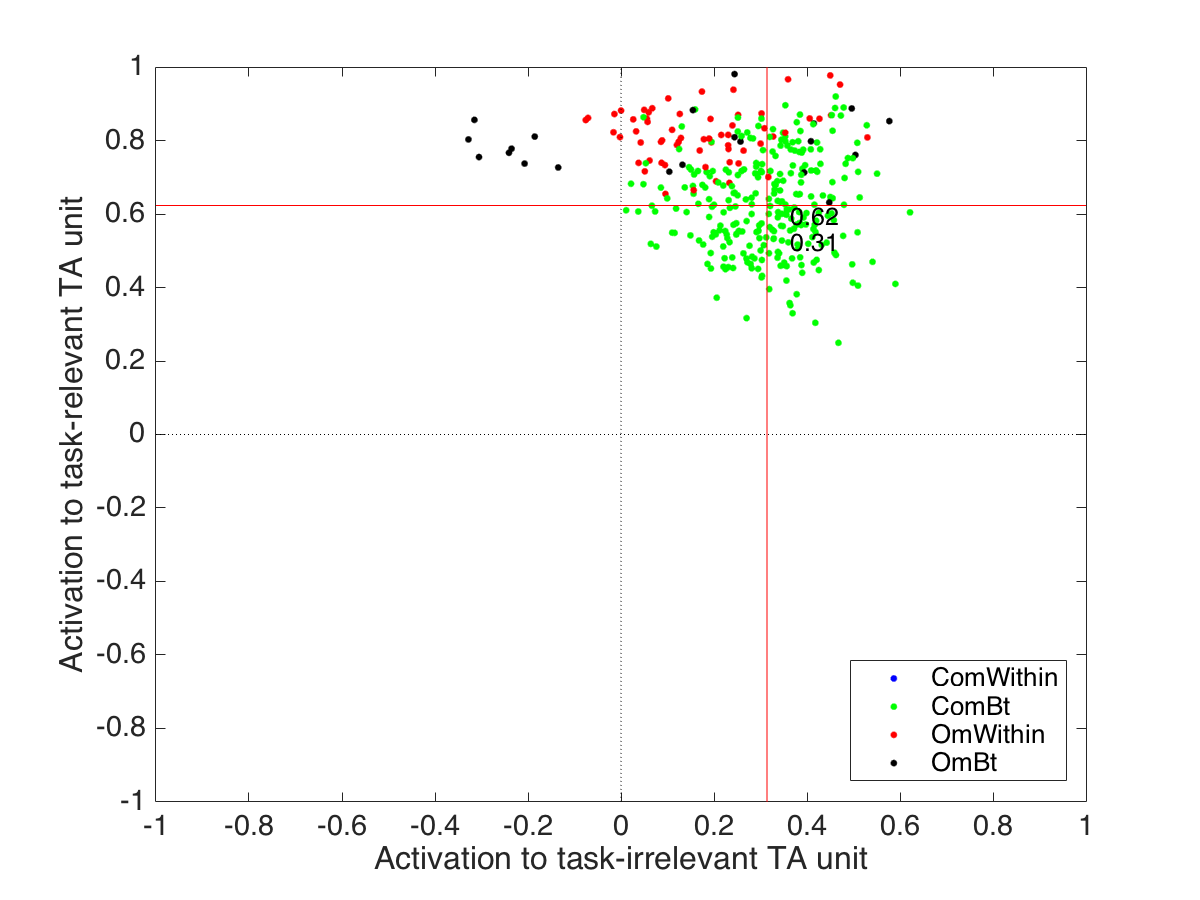 1
0.8
0.6
0.4
0.2
0
-0.2
-0.4
-0.6
-0.8
-1
Activation to task-relevant TA unit
0.62
0.31
ComWithin
ComBt
OmWithin
OmBt
-1 -0.8 -0.6 -0.4 -0.2 0 0.2 0.4 0.6 0.8 1
Activation to task-irrelevant TA unit